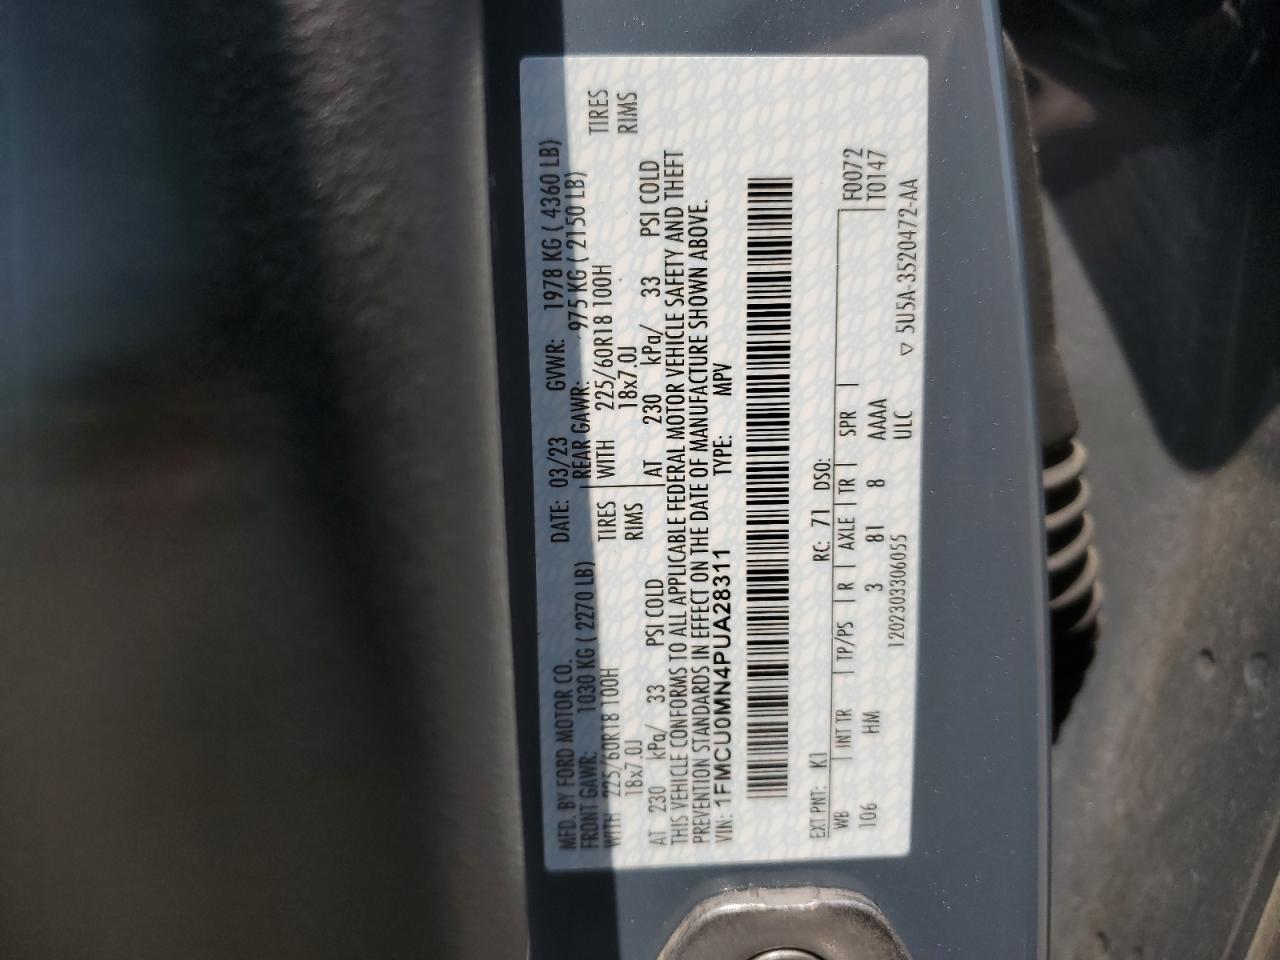 MFD. BY FORD MOTOR CO.
DATE: 03/23 GVWR: 1978 KG ( 4360 LB)
FRONT GAWR: 1030 KG ( 2270 LB) REAR GAWR: 975 KG ( 2150 LB)
WITH 225/60R18 100H TIRES WITH 225/60R18 100H TIRES
18x7.0J RIMS 18x7.0J RIMS
AT 230 kPa/ 33 PSI COLD AT 230 kPa/ 33 PSI COLD
THIS VEHICLE CONFORMS TO ALL APPLICABLE FEDERAL MOTOR VEHICLE SAFETY AND THEFT
PREVENTION STANDARDS IN EFFECT ON THE DATE OF MANUFACTURE SHOWN ABOVE.
VIN: 1FMCU0MN4PUA28311 TYPE: MPV
EXT PNT: K1 RC: 71 DSO:
WB INT TR TP/PS R AXLE TR SPR F0072
106 HM 3 81 8 AAAA T0147
1202303306055 ULC
▽ 5U5A-3520472-AA